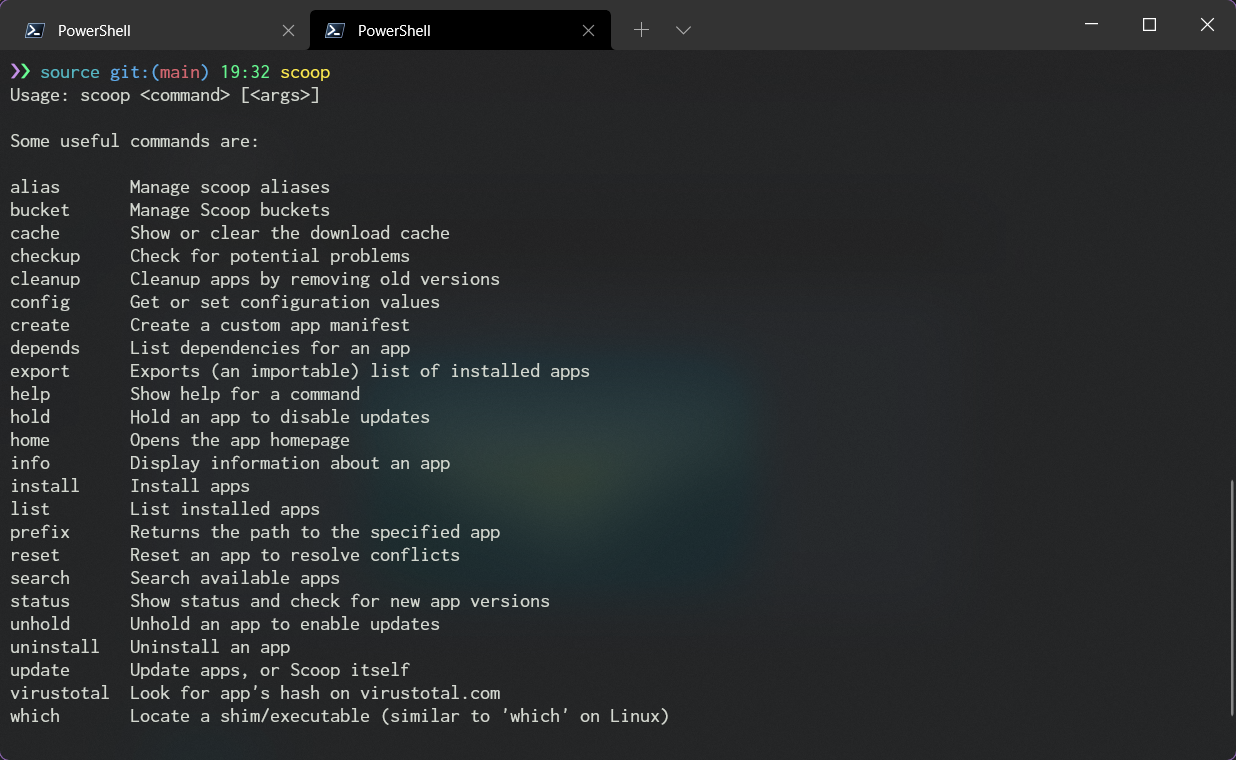 PowerShell
PowerShell
❯❯ source git:(main) 19:32 scoop
Usage: scoop <command> [<args>]
Some useful commands are:
alias Manage scoop aliases
bucket Manage Scoop buckets
cache Show or clear the download cache
checkup Check for potential problems
cleanup Cleanup apps by removing old versions
config Get or set configuration values
create Create a custom app manifest
depends List dependencies for an app
export Exports (an importable) list of installed apps
help Show help for a command
hold Hold an app to disable updates
home Opens the app homepage
info Display information about an app
install Install apps
list List installed apps
prefix Returns the path to the specified app
reset Reset an app to resolve conflicts
search Search available apps
status Show status and check for new app versions
unhold Unhold an app to enable updates
uninstall Uninstall an app
update Update apps, or Scoop itself
virustotal Look for app's hash on virustotal.com
which Locate a shim/executable (similar to 'which' on Linux)